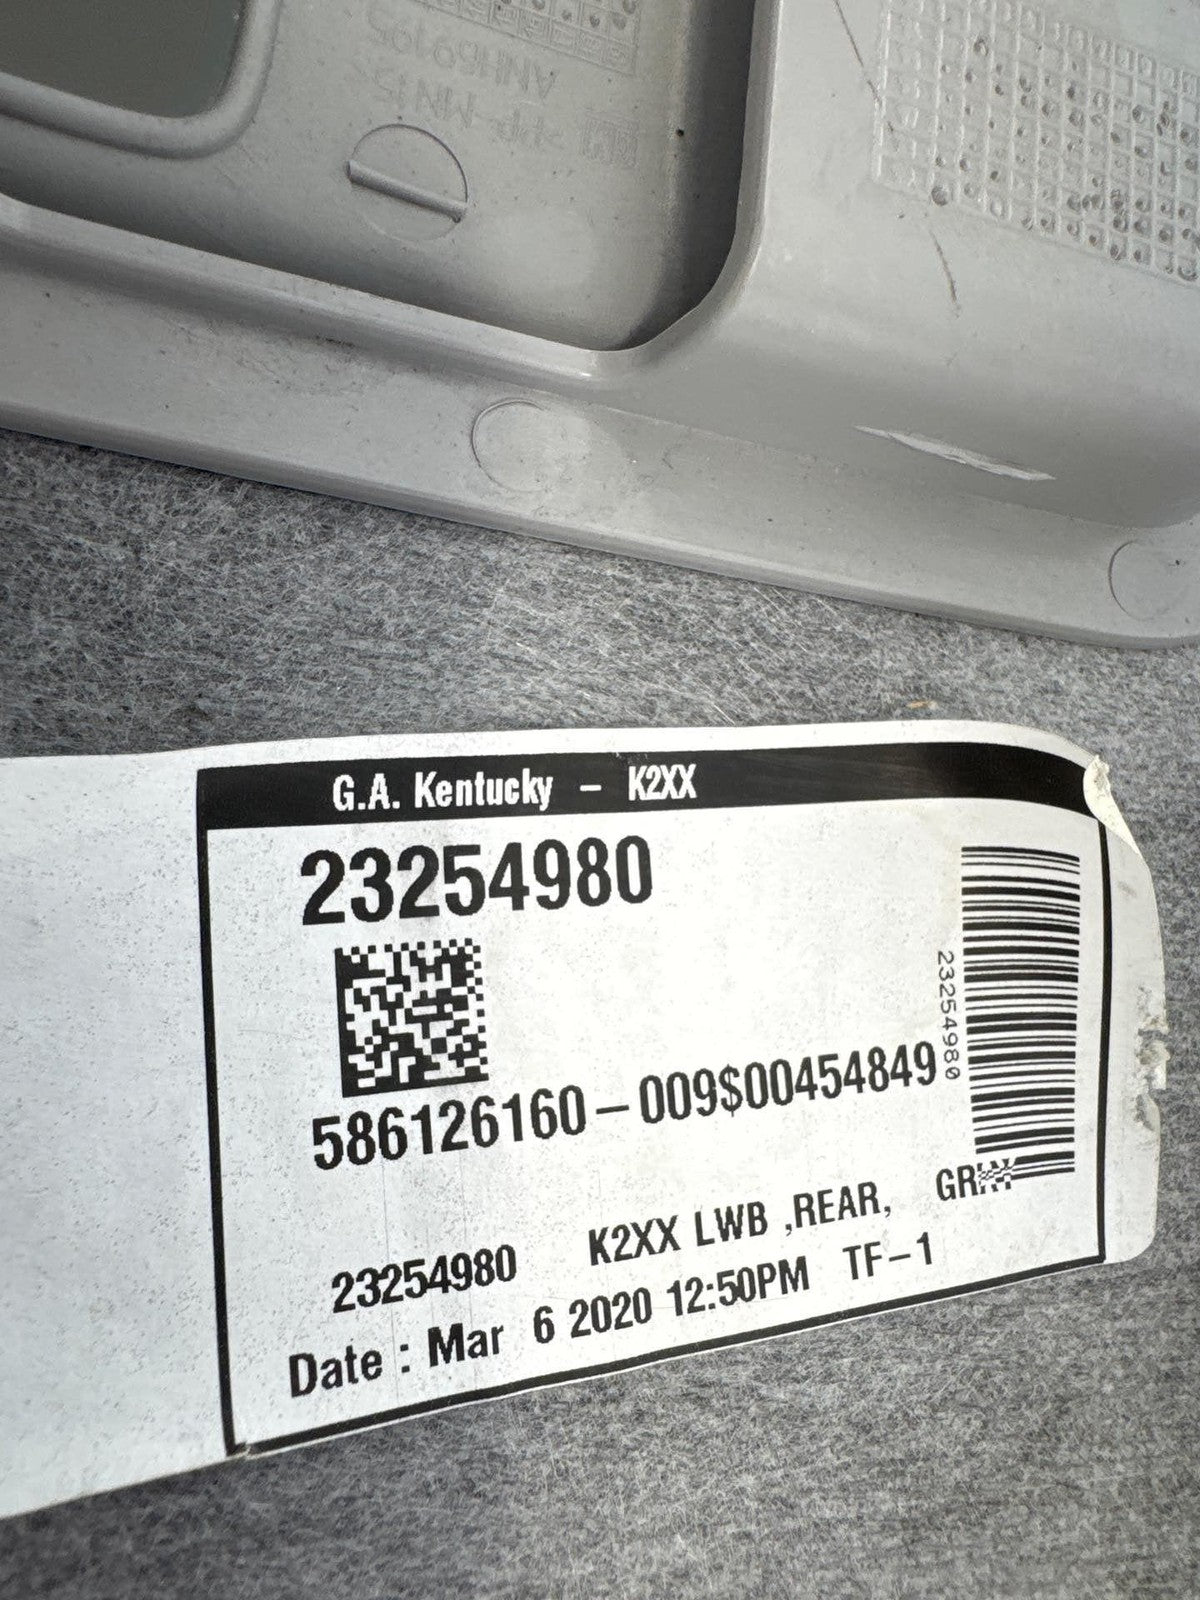 G.A. Kentucky – K2XX
23254980
23254980
586126160–009$00454849
23254980 K2XX LWB ,REAR,
Date : Mar 6 2020 12:50PM TF–1